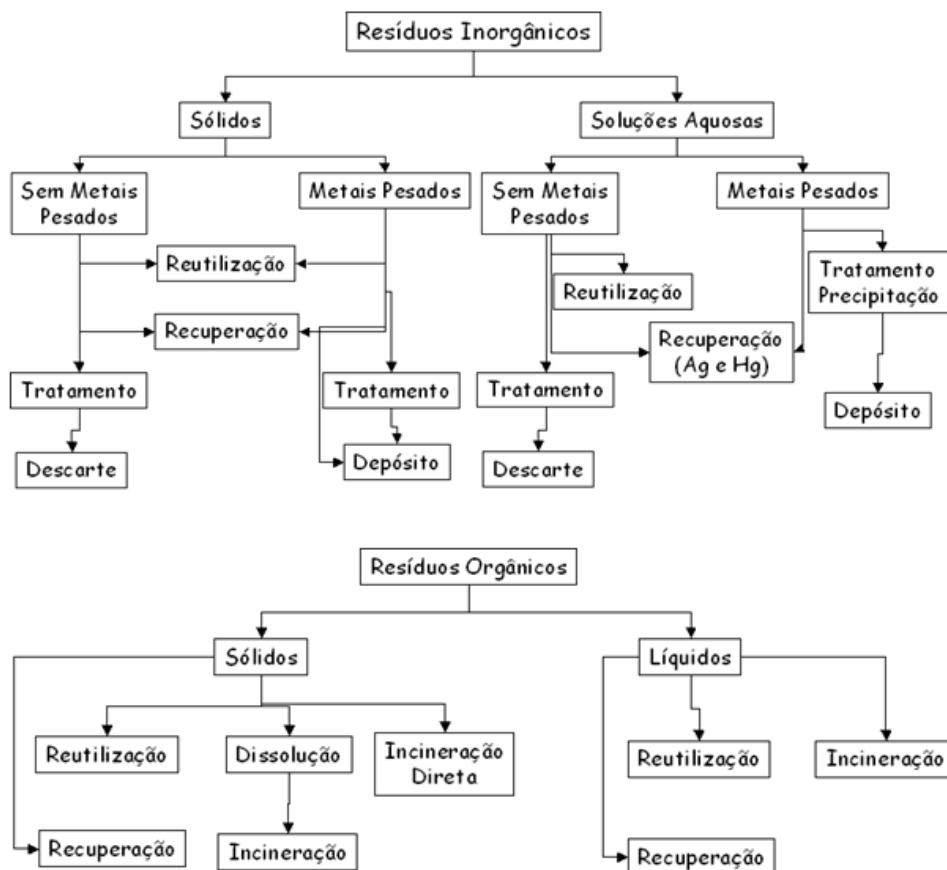 Resíduos Inorgânicos
Sólidos
Soluções Aquosas
Sem Metais
Pesados
Metais Pesados
Sem Metais
Pesados
Metais Pesados
Reutilização
Reutilização
Tratamento
Precipitação
Recuperação
Recuperação
(Ag e Hg)
Tratamento
Tratamento
Tratamento
Depósito
Descarte
Depósito
Descarte
Resíduos Orgânicos
Sólidos
Líquidos
Reutilização
Dissolução
Incineração
Direta
Reutilização
Incineração
Recuperação
Incineração
Recuperação